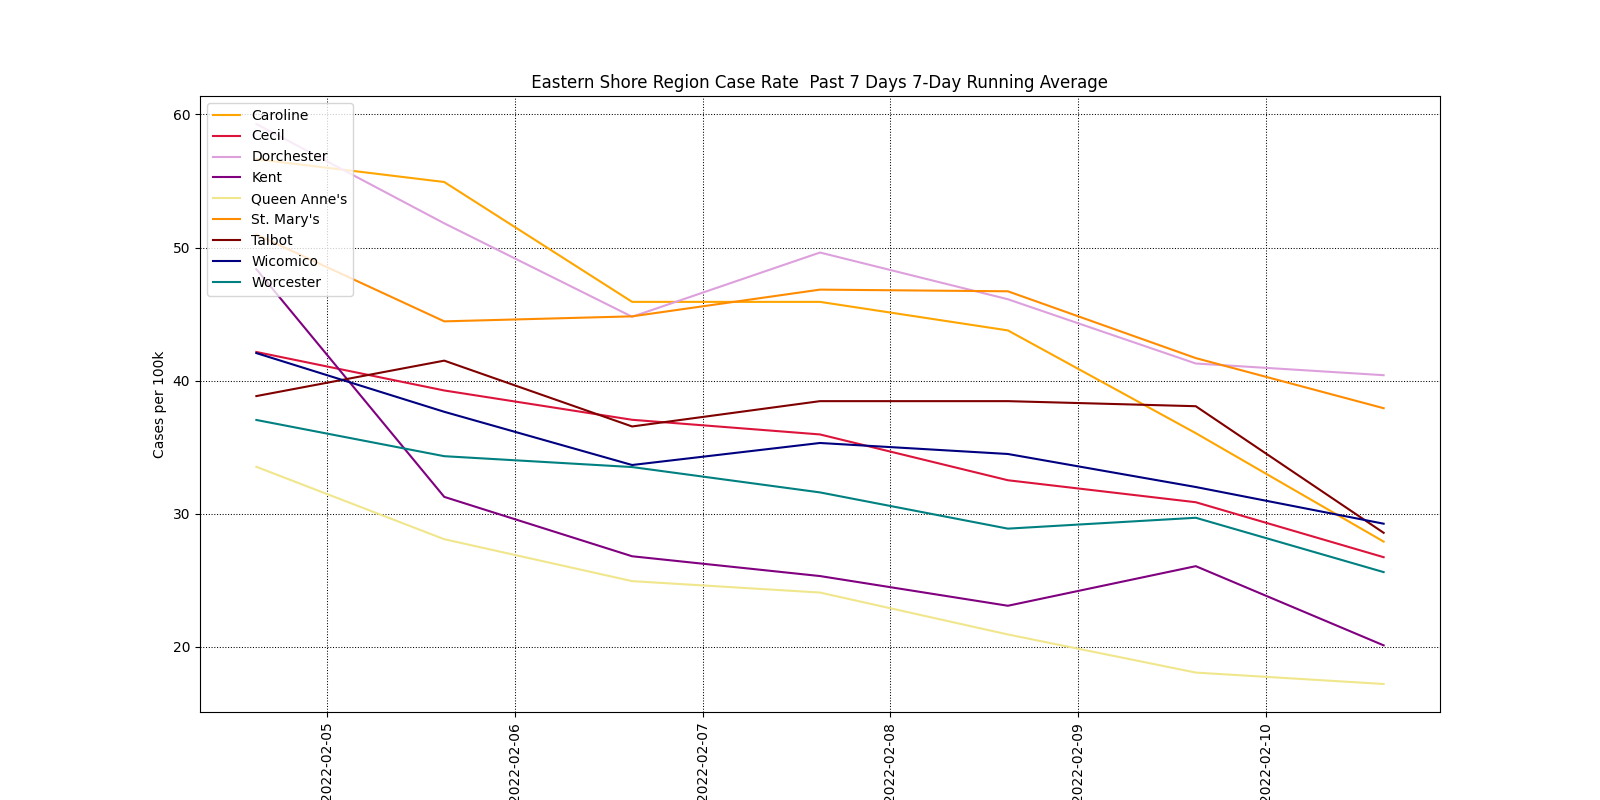 Eastern Shore Region Case Rate  Past 7 Days 7-Day Running Average
Caroline
Cecil
Dorchester
Kent
Queen Anne's
St. Mary's
Talbot
Wicomico
Worcester
Cases per 100k
60
50
40
30
20
2022-02-05
2022-02-06
2022-02-07
2022-02-08
2022-02-09
2022-02-10